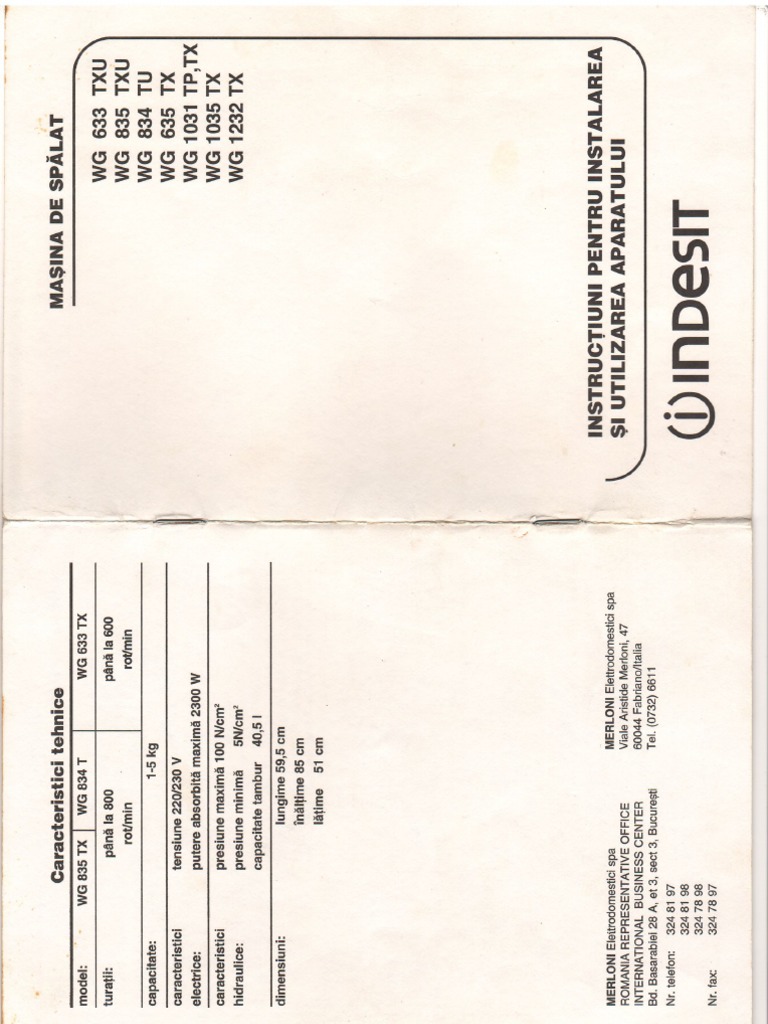 MAȘINA DE SPĂLAT
WG 633 TXU
WG 835 TXU
WG 834 TU
WG 635 TX
WG 1031 TP,TX
WG 1035 TX
WG 1232 TX
INSTRUCȚIUNI PENTRU INSTALAREA
ȘI UTILIZAREA APARATULUI
INDESIT
Caracteristici tehnice
model: WG 835 TX WG 834 T WG 633 TX
turații: până la 800 rot/min până la 600 rot/min
capacitate: 1-5 kg
caracteristici electrice: tensiune 220/230 V
putere absorbită maximă 2300 W
caracteristici hidraulice: presiune maximă 100 N/cm²
presiune minimă 5N/cm²
capacitate tambur 40,5 l
dimensiuni: lungime 59,5 cm
înălțime 85 cm
lățime 51 cm
MERLONI Elettrodomestici spa
ROMANIA REPRESENTATIVE OFFICE
INTERNATIONAL BUSINESS CENTER
Bd. Basarabiei 28 A, et 3, sect 3, București
Nr. telefon: 324 81 97
324 81 98
324 78 98
Nr. fax: 324 78 97
MERLONI Elettrodomestici spa
Viale Aristide Merloni, 47
60044 Fabriano/Italia
Tel. (0732) 6611